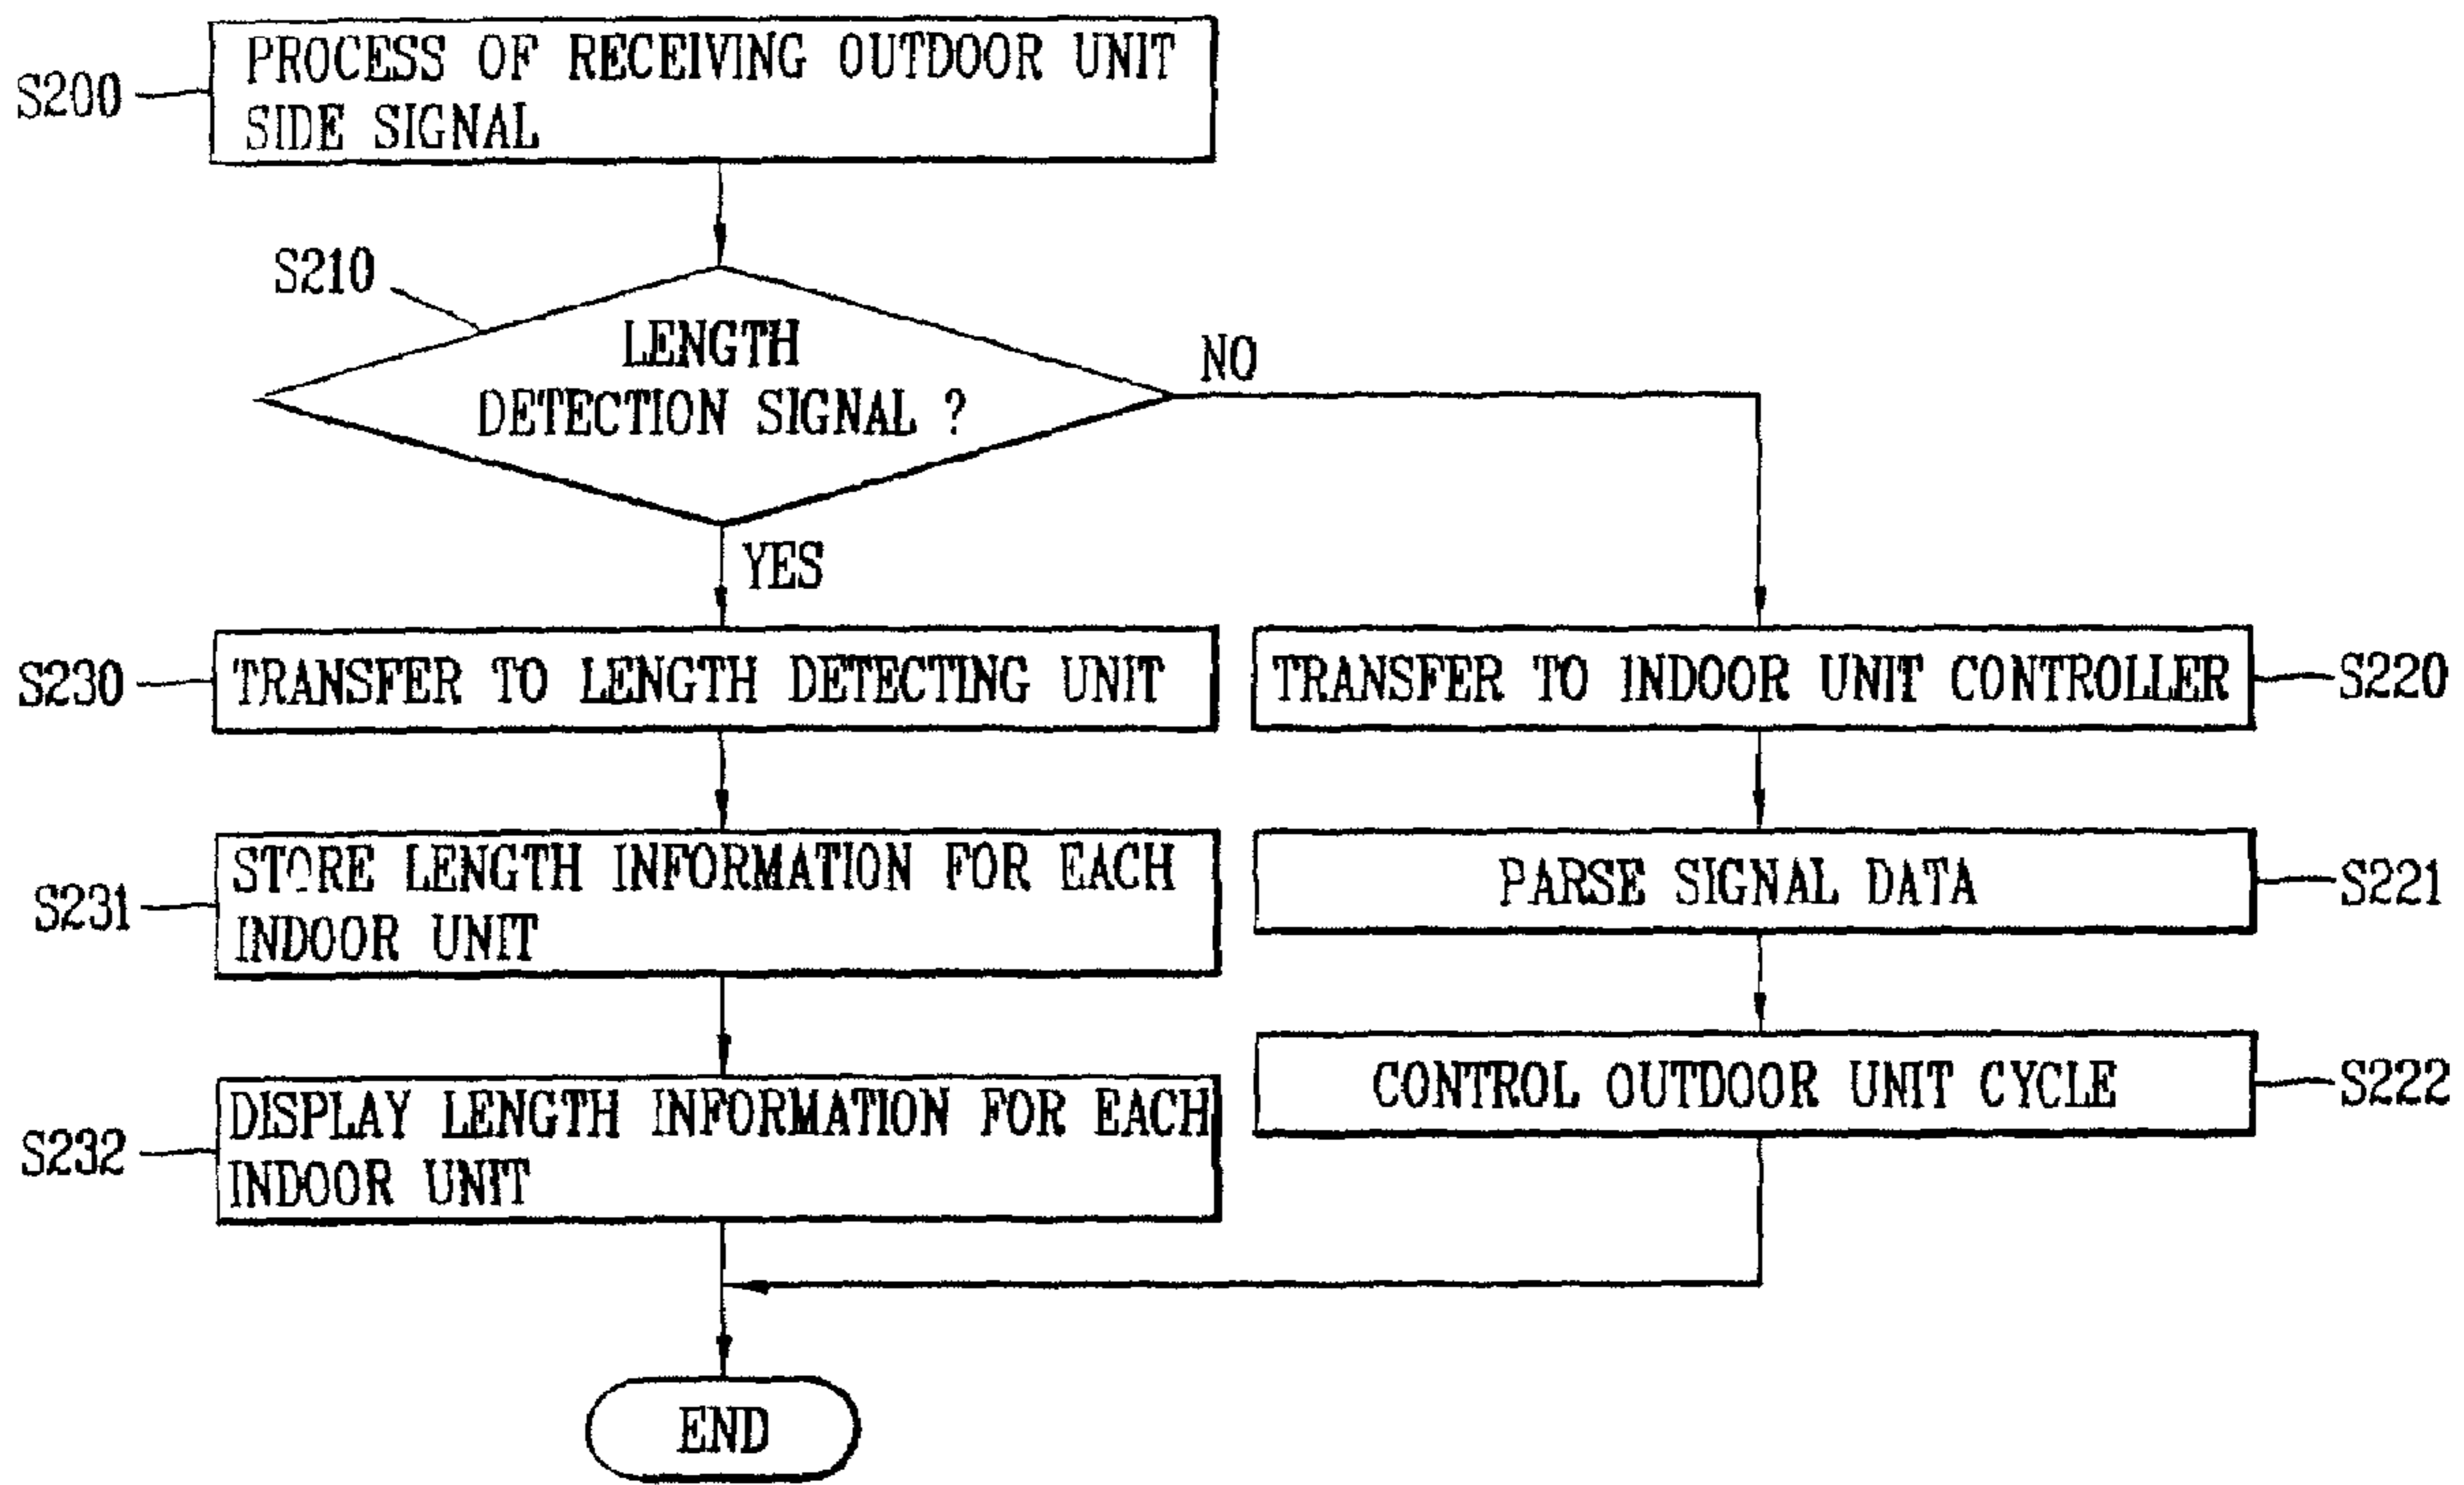 PROCESS OF RECEIVING OUTDOOR UNIT
SIDE SIGNAL
S200
S210
LENGTH
DETECTION SIGNAL ?
NO
YES
S230
TRANSFER TO LENGTH DETECTING UNIT
TRANSFER TO INDOOR UNIT CONTROLLER
S220
S231
STORE LENGTH INFORMATION FOR EACH
INDOOR UNIT
PARSE SIGNAL DATA
S221
S232
DISPLAY LENGTH INFORMATION FOR EACH
INDOOR UNIT
CONTROL OUTDOOR UNIT CYCLE
S222
END